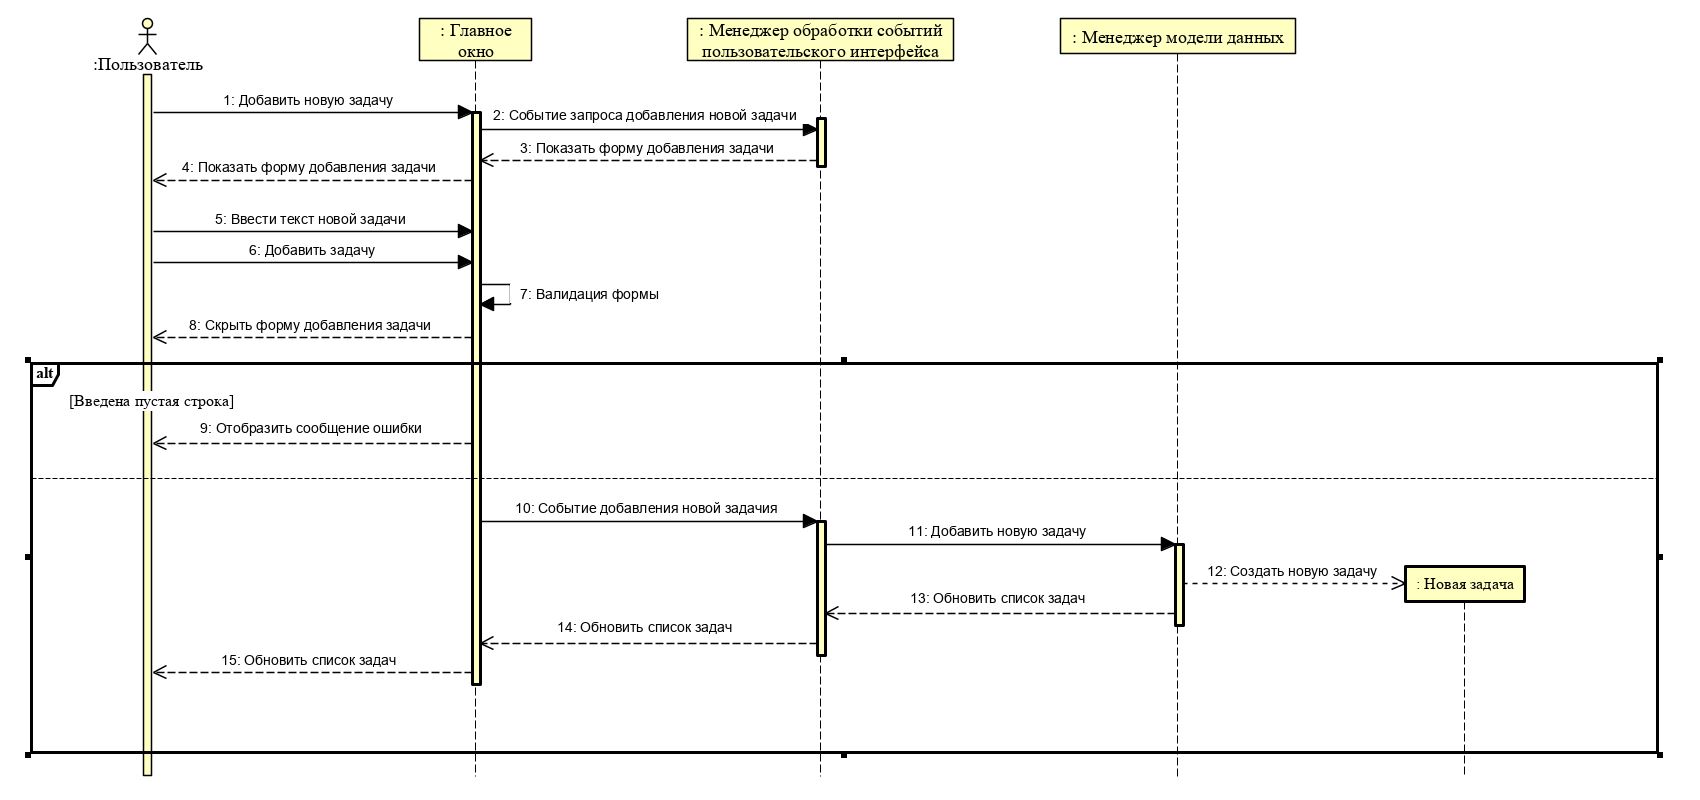 :Пользователь
: Главное
окно
: Менеджер обработки событий
пользовательского интерфейса
: Менеджер модели данных
1: Добавить новую задачу
2: Событие запроса добавления новой задачи
3: Показать форму добавления задачи
4: Показать форму добавления задачи
5: Ввести текст новой задачи
6: Добавить задачу
7: Валидация формы
8: Скрыть форму добавления задачи
alt
[Введена пустая строка]
9: Отобразить сообщение ошибки
10: Событие добавления новой задачия
11: Добавить новую задачу
12: Создать новую задачу
: Новая задача
13: Обновить список задач
14: Обновить список задач
15: Обновить список задач